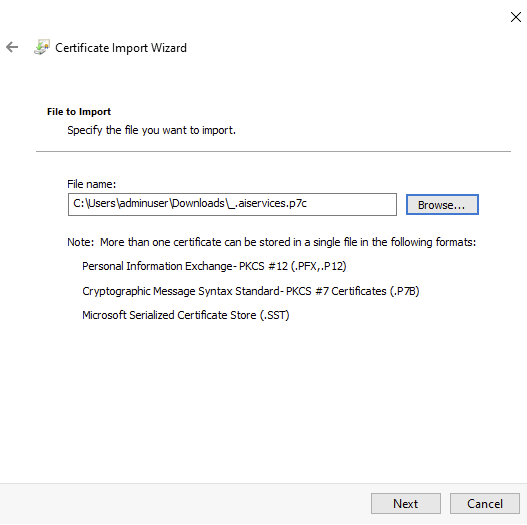 Certificate Import Wizard
File to Import
Specify the file you want to import.
File name:
C:\Users\adminuser\Downloads\_.aiservices.p7c
Browse...
Note: More than one certificate can be stored in a single file in the following formats:
Personal Information Exchange- PKCS #12 (.PFX,.P12)
Cryptographic Message Syntax Standard- PKCS #7 Certificates (.P7B)
Microsoft Serialized Certificate Store (.SST)
Next
Cancel